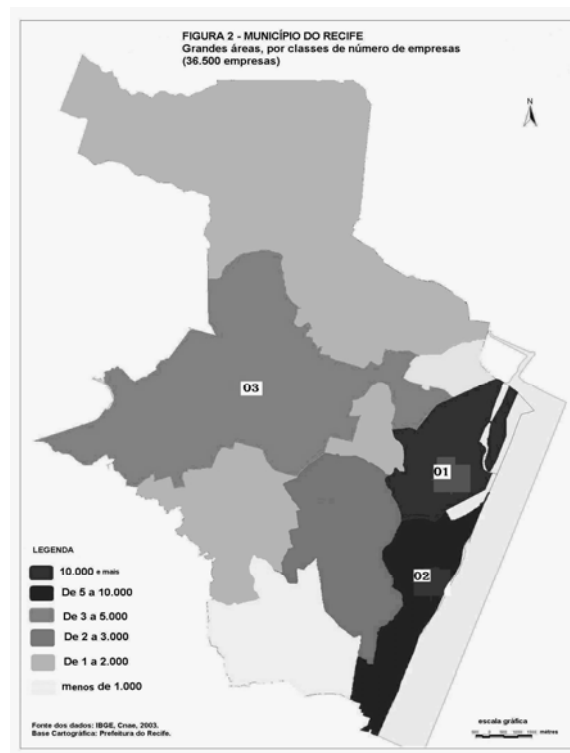 FIGURA 2 - MUNICÍPIO DO RECIFE
Grandes áreas, por classes de número de empresas
(36.500 empresas)
N
03
01
02
LEGENDA
10.000 e mais
De 5 a 10.000
De 3 a 5.000
De 2 a 3.000
De 1 a 2.000
menos de 1.000
Fonte dos dados: IBGE, Cnae, 2003.
Base Cartográfica: Prefeitura do Recife.
escala gráfica
mètres